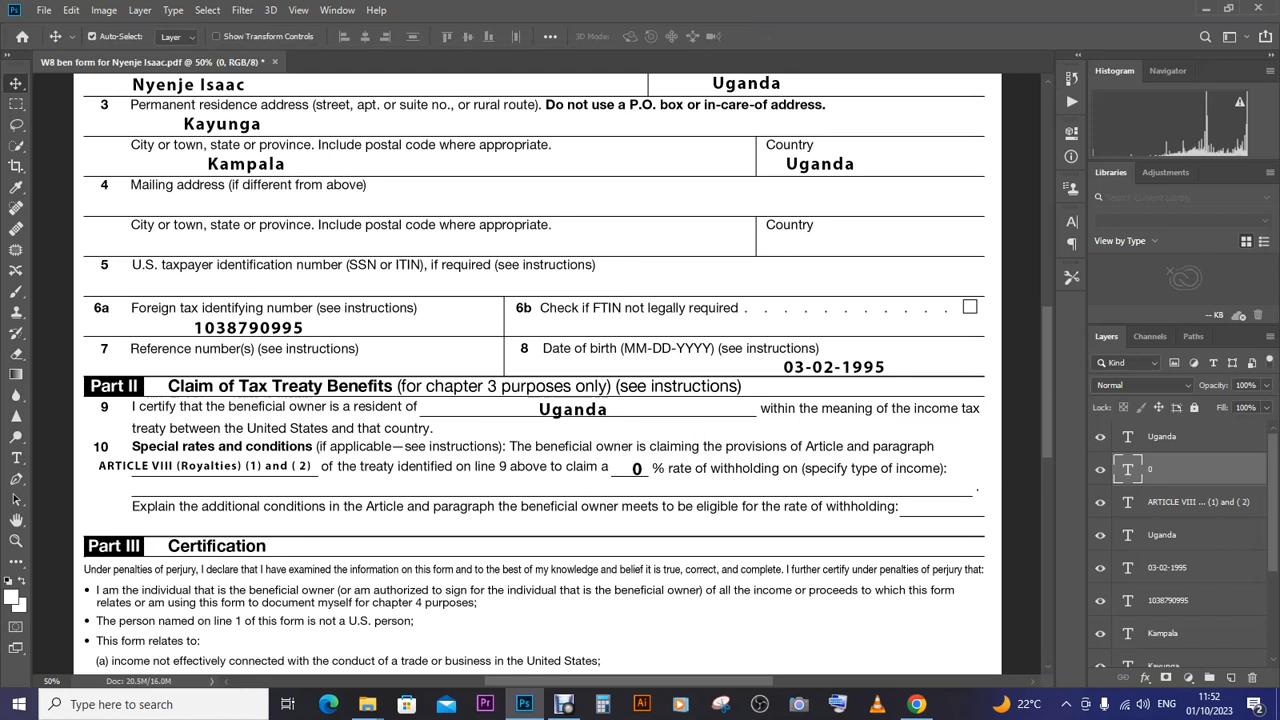 File Edit Image Layer Type Select Filter 3D View Window Help
Auto-Select: Layer Show Transform Controls 3D Mode:
W8 ben form for Nyenje Isaac.pdf @ 50% (0, RGB/8) *
Nyenje Isaac Uganda
3 Permanent residence address (street, apt. or suite no., or rural route). Do not use a P.O. box or in-care-of address.
Kayunga
City or town, state or province. Include postal code where appropriate. Country
Kampala Uganda
4 Mailing address (if different from above)
City or town, state or province. Include postal code where appropriate. Country
5 U.S. taxpayer identification number (SSN or ITIN), if required (see instructions)
6a Foreign tax identifying number (see instructions) 6b Check if FTIN not legally required . . . . . . . . . . .
1038790995
7 Reference number(s) (see instructions) 8 Date of birth (MM-DD-YYYY) (see instructions)
03-02-1995
Part II Claim of Tax Treaty Benefits (for chapter 3 purposes only) (see instructions)
9 I certify that the beneficial owner is a resident of Uganda within the meaning of the income tax
treaty between the United States and that country.
10 Special rates and conditions (if applicable—see instructions): The beneficial owner is claiming the provisions of Article and paragraph
ARTICLE VIII (Royalties) (1) and ( 2) of the treaty identified on line 9 above to claim a 0 % rate of withholding on (specify type of income):
.
Explain the additional conditions in the Article and paragraph the beneficial owner meets to be eligible for the rate of withholding:
Part III Certification
Under penalties of perjury, I declare that I have examined the information on this form and to the best of my knowledge and belief it is true, correct, and complete. I further certify under penalties of perjury that:
• I am the individual that is the beneficial owner (or am authorized to sign for the individual that is the beneficial owner) of all the income or proceeds to which this form
relates or am using this form to document myself for chapter 4 purposes;
• The person named on line 1 of this form is not a U.S. person;
• This form relates to:
(a) income not effectively connected with the conduct of a trade or business in the United States;
50% Doc: 20.5M/16.0M
Histogram Navigator
Libraries Adjustments
Search Current Library
View by Type
-- KB
Layers Channels Paths
Kind
Normal Opacity: 100%
Lock: Fill: 100%
Uganda
0
ARTICLE VIII ... (1) and ( 2)
Uganda
03-02-1995
1038790995
Kampala
Kayunga
Type here to search
22°C
11:52
01/10/2023
2